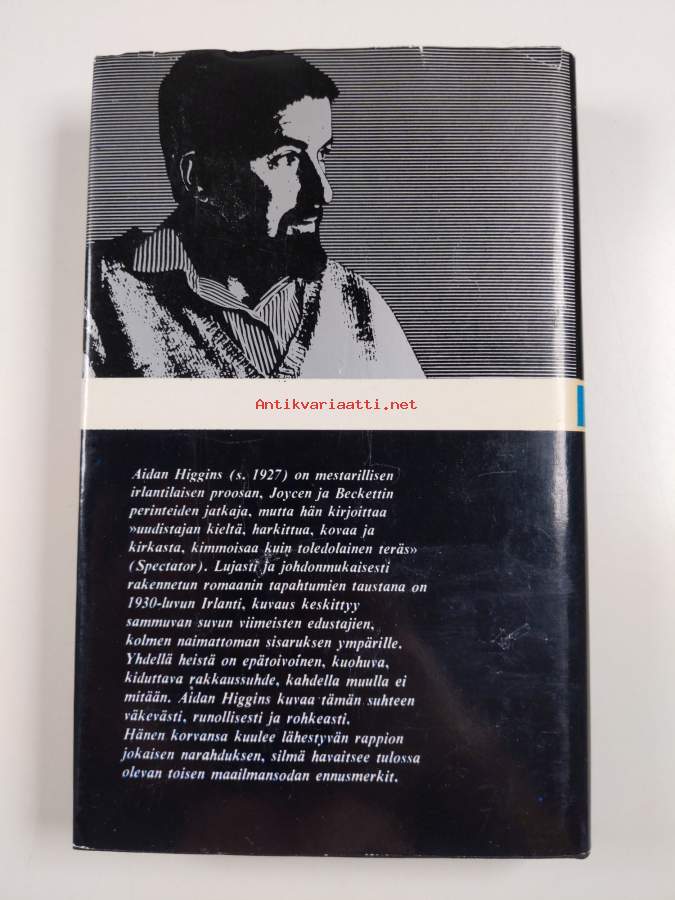 Antikvariaatti.net
Aidan Higgins (s. 1927) on mestarillisen
irlantilaisen proosan, Joycen ja Beckettin
perinteiden jatkaja, mutta hän kirjoittaa
»uudistajan kieltä, harkittua, kovaa ja
kirkasta, kimmoisaa kuin toledolainen teräs»
(Spectator). Lujasti ja johdonmukaisesti
rakennetun romaanin tapahtumien taustana on
1930-luvun Irlanti, kuvaus keskittyy
sammuvan suvun viimeisten edustajien,
kolmen naimattoman sisaruksen ympärille.
Yhdellä heistä on epätoivoinen, kuohuva,
kiduttava rakkaussuhde, kahdella muulla ei
mitään. Aidan Higgins kuvaa tämän suhteen
väkevästi, runollisesti ja rohkeasti.
Hänen korvansa kuulee lähestyvän rappion
jokaisen narahduksen, silmä havaitsee tulossa
olevan toisen maailmansodan ennusmerkit.